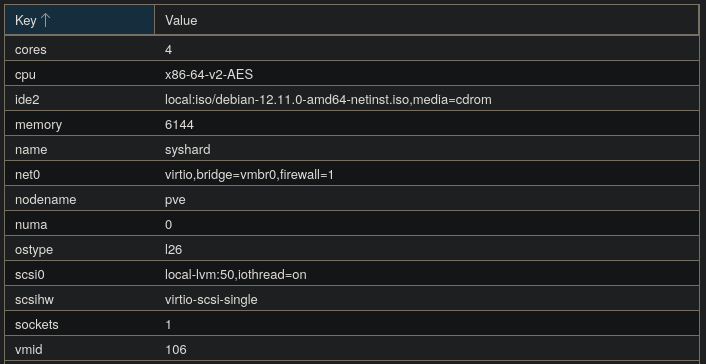 Key ↑ Value
cores 4
cpu x86-64-v2-AES
ide2 local:iso/debian-12.11.0-amd64-netinst.iso,media=cdrom
memory 6144
name syshard
net0 virtio,bridge=vmbr0,firewall=1
nodename pve
numa 0
ostype l26
scsi0 local-lvm:50,iothread=on
scsihw virtio-scsi-single
sockets 1
vmid 106